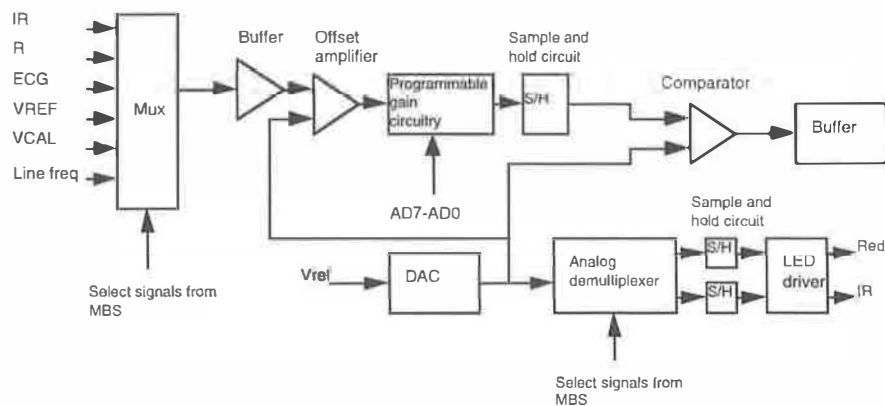 IR
R
ECG
VREF
VCAL
Line freq
Mux
Select signals from
MBS
Buffer
Offset
amplifier
Programmable
gain
circuitry
AD7-AD0
Sample and
hold circuit
S/H
Comparator
Buffer
Vref
DAC
Analog
demultiplexer
Select signals from
MBS
Sample and
hold circuit
S/H
S/H
LED
driver
Red
IR